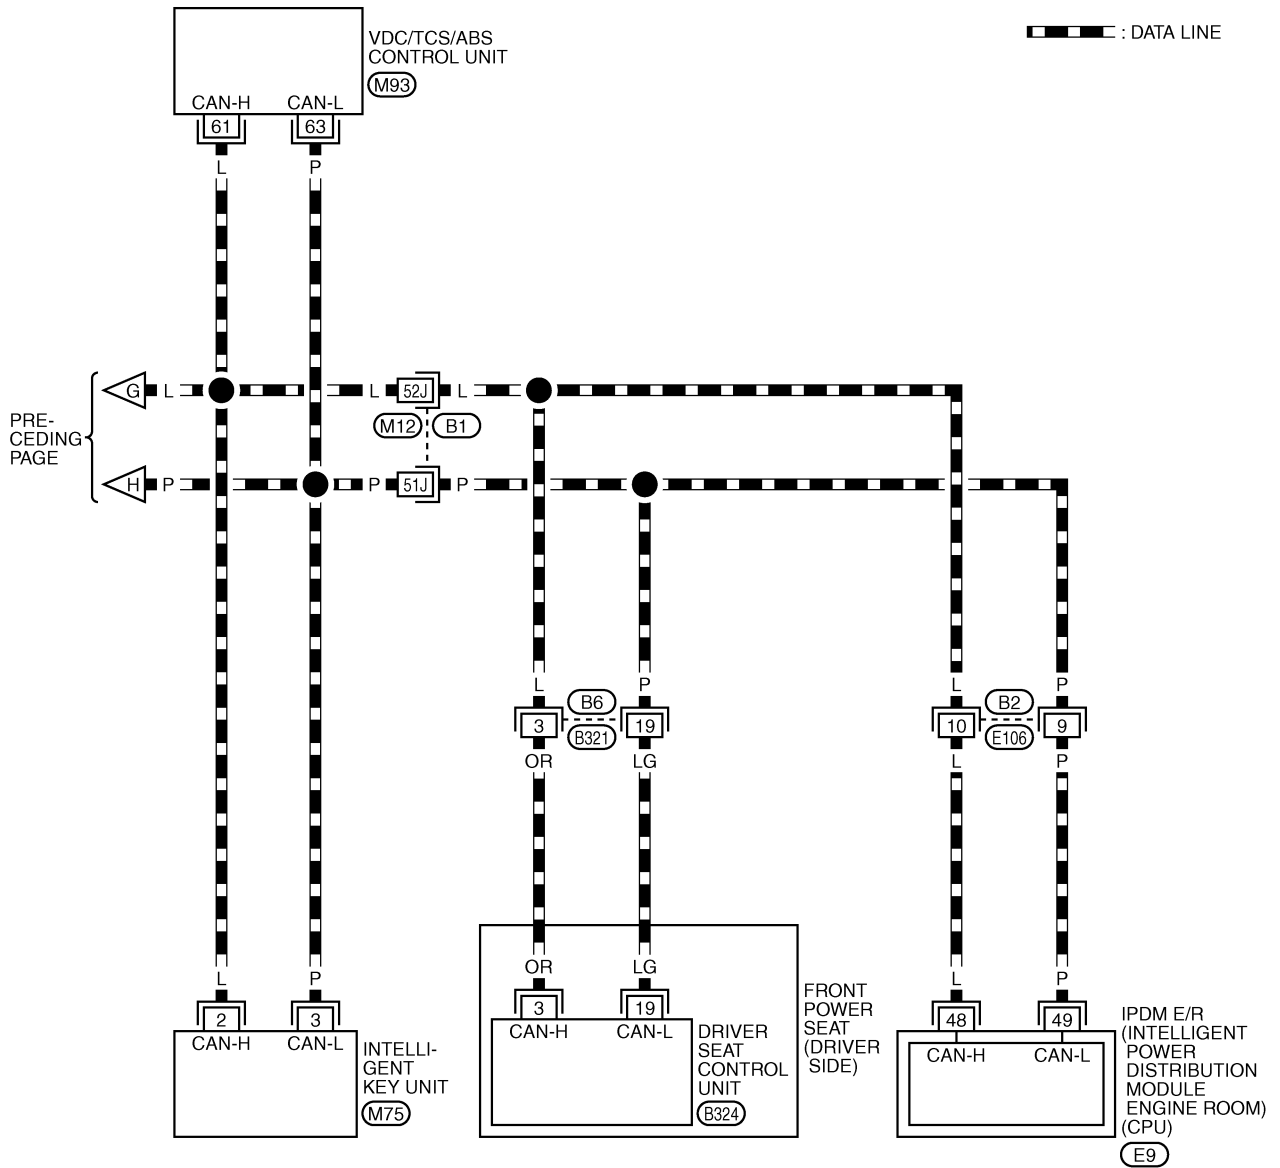 VDC/TCS/ABS
CONTROL UNIT
M93
: DATA LINE
CAN-H
CAN-L
61
63
L
P
PRE-
CEDING
PAGE
G
L
L
52J
L
M12
B1
H
P
P
51J
P
L
P
L
P
3
B6
B321
19
10
B2
E106
9
OR
LG
L
P
L
P
OR
LG
L
P
2
3
3
19
48
49
CAN-H
CAN-L
CAN-H
CAN-L
CAN-H
CAN-L
INTELLI-
GENT
KEY UNIT
M75
DRIVER
SEAT
CONTROL
UNIT
B324
FRONT
POWER
SEAT
(DRIVER
SIDE)
IPDM E/R
(INTELLIGENT
POWER
DISTRIBUTION
MODULE
ENGINE ROOM)
(CPU)
E9